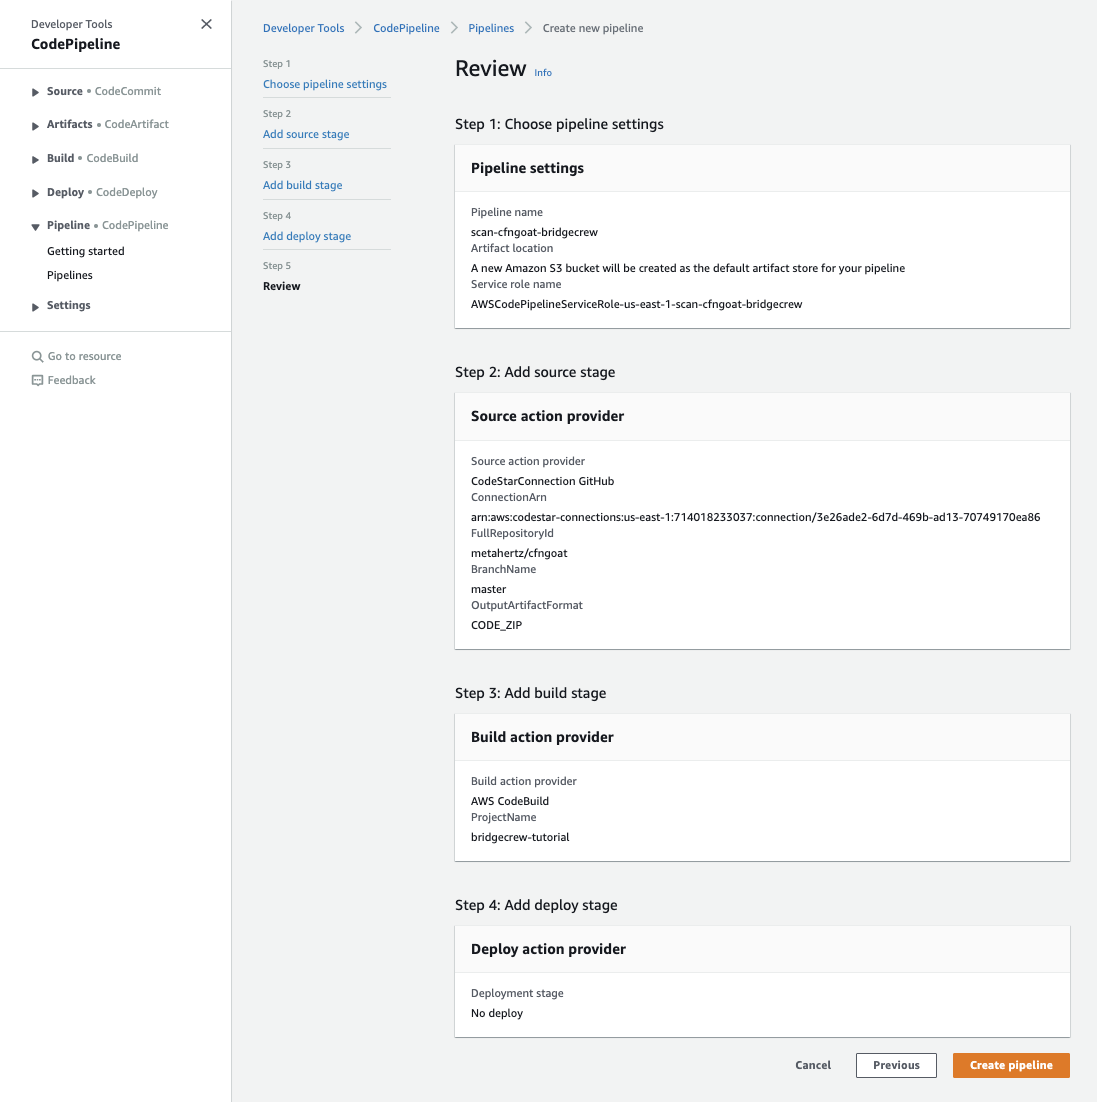 Developer Tools
CodePipeline
Source • CodeCommit
Artifacts • CodeArtifact
Build • CodeBuild
Deploy • CodeDeploy
Pipeline • CodePipeline
Getting started
Pipelines
Settings
Go to resource
Feedback
Developer Tools > CodePipeline > Pipelines > Create new pipeline
Step 1
Choose pipeline settings
Step 2
Add source stage
Step 3
Add build stage
Step 4
Add deploy stage
Step 5
Review
Review Info
Step 1: Choose pipeline settings
Pipeline settings
Pipeline name
scan-cfngoat-bridgecrew
Artifact location
A new Amazon S3 bucket will be created as the default artifact store for your pipeline
Service role name
AWSCodePipelineServiceRole-us-east-1-scan-cfngoat-bridgecrew
Step 2: Add source stage
Source action provider
Source action provider
CodeStarConnection GitHub
ConnectionArn
arn:aws:codestar-connections:us-east-1:714018233037:connection/3e26ade2-6d7d-469b-ad13-70749170ea86
FullRepositoryId
metahertz/cfngoat
BranchName
master
OutputArtifactFormat
CODE_ZIP
Step 3: Add build stage
Build action provider
Build action provider
AWS CodeBuild
ProjectName
bridgecrew-tutorial
Step 4: Add deploy stage
Deploy action provider
Deployment stage
No deploy
Cancel
Previous
Create pipeline